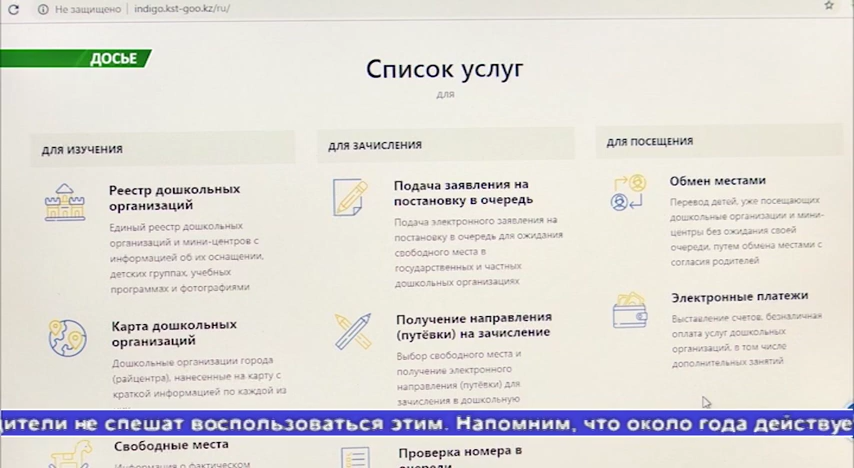 Не защищено | indigo.kst-goo.kz/ru/
ДОСЬЕ
Список услуг
для
ДЛЯ ИЗУЧЕНИЯ
Реестр дошкольных
организаций
Единый реестр дошкольных
организаций и мини-центров с
информацией об их оснащении,
детских группах, учебных
программах и фотографиями
Карта дошкольных
организаций
Дошкольные организации города
(райцентра), нанесенные на карту с
краткой информацией по каждой из
Свободные места
Информация о фактическом
ДЛЯ ЗАЧИСЛЕНИЯ
Подача заявления на
постановку в очередь
Подача электронного заявления на
постановку в очередь для ожидания
свободного места в
государственных и частных
дошкольных организациях
Получение направления
(путёвки) на зачисление
Выбор свободного места и
получение электронного
направления (путёвки) для
зачисления в дошкольную
Проверка номера в
очереди
ДЛЯ ПОСЕЩЕНИЯ
Обмен местами
Перевод детей, уже посещающих
дошкольные организации и мини-
центры без ожидания своей
очереди, путем обмена местами с
согласия родителей
Электронные платежи
Выставление счетов, безналичная
оплата услуг дошкольных
организаций, в том числе
дополнительных занятий
дители не спешат воспользоваться этим. Напомним, что около года действуе